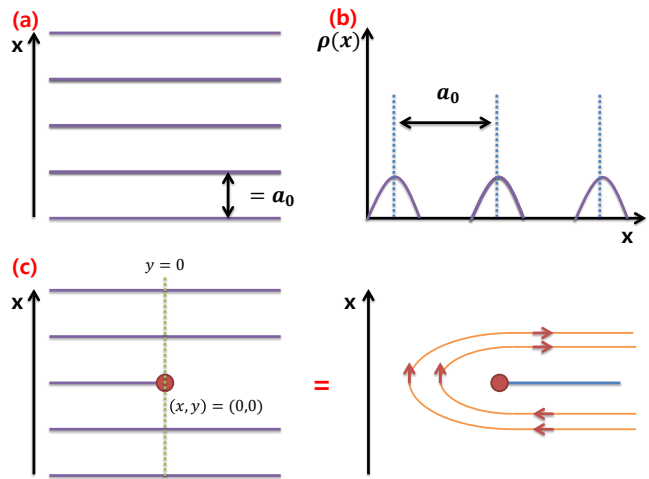 (a)
x
= a₀
(b)
ρ(x)
a₀
x
(c)
y = 0
x
(x, y) = (0,0)
=
x